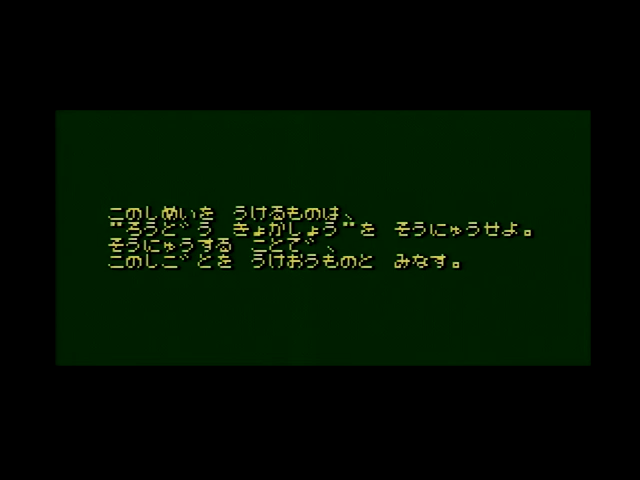 このしめいを　うけるものは、
"ろうど う　きょかしょう"を　そうにゅうせよ。
そうにゅうする　ことで 、
このしご とを　うけおうものと　みなす。